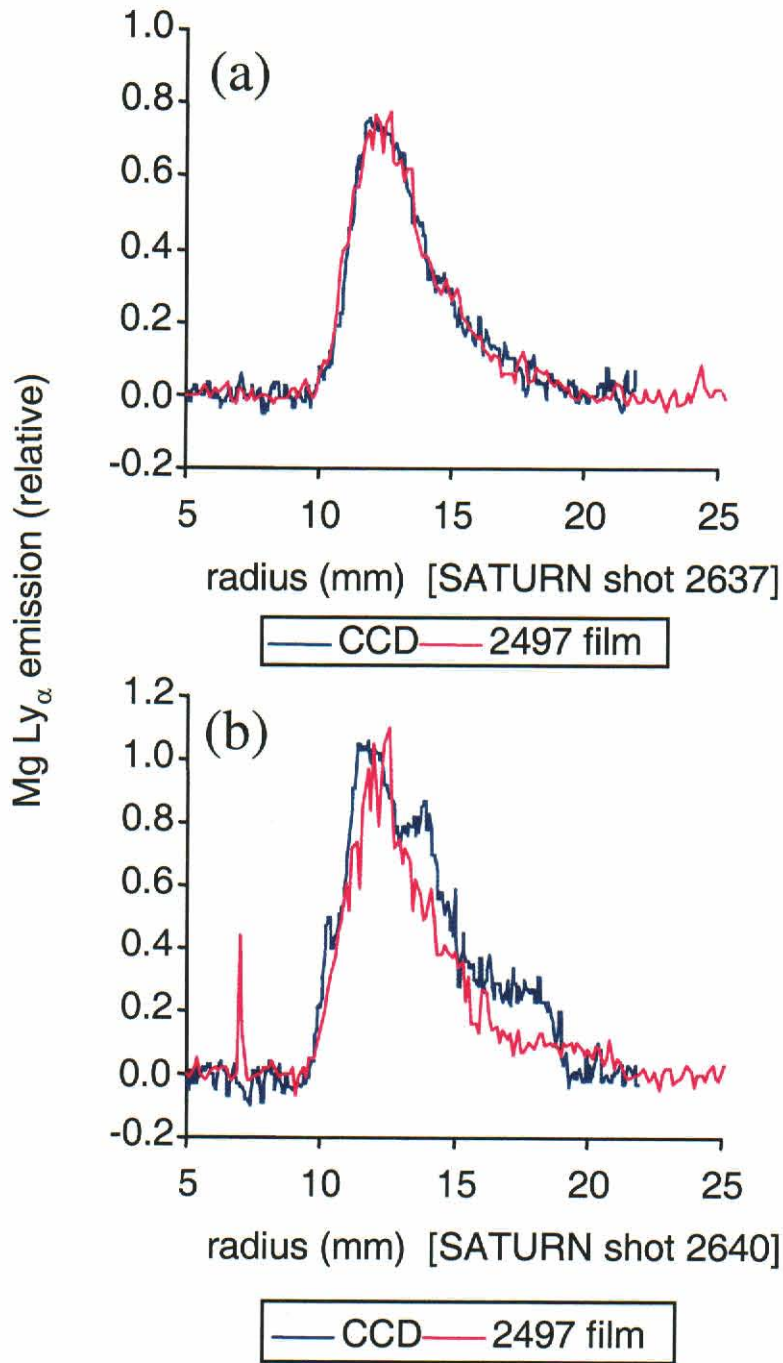 Mg Lyα emission (relative)
(a)
1.0
0.8
0.6
0.4
0.2
0.0
-0.2
5 10 15 20 25
radius (mm) [SATURN shot 2637]
CCD 2497 film
(b)
1.2
1.0
0.8
0.6
0.4
0.2
0.0
-0.2
5 10 15 20 25
radius (mm) [SATURN shot 2640]
CCD 2497 film